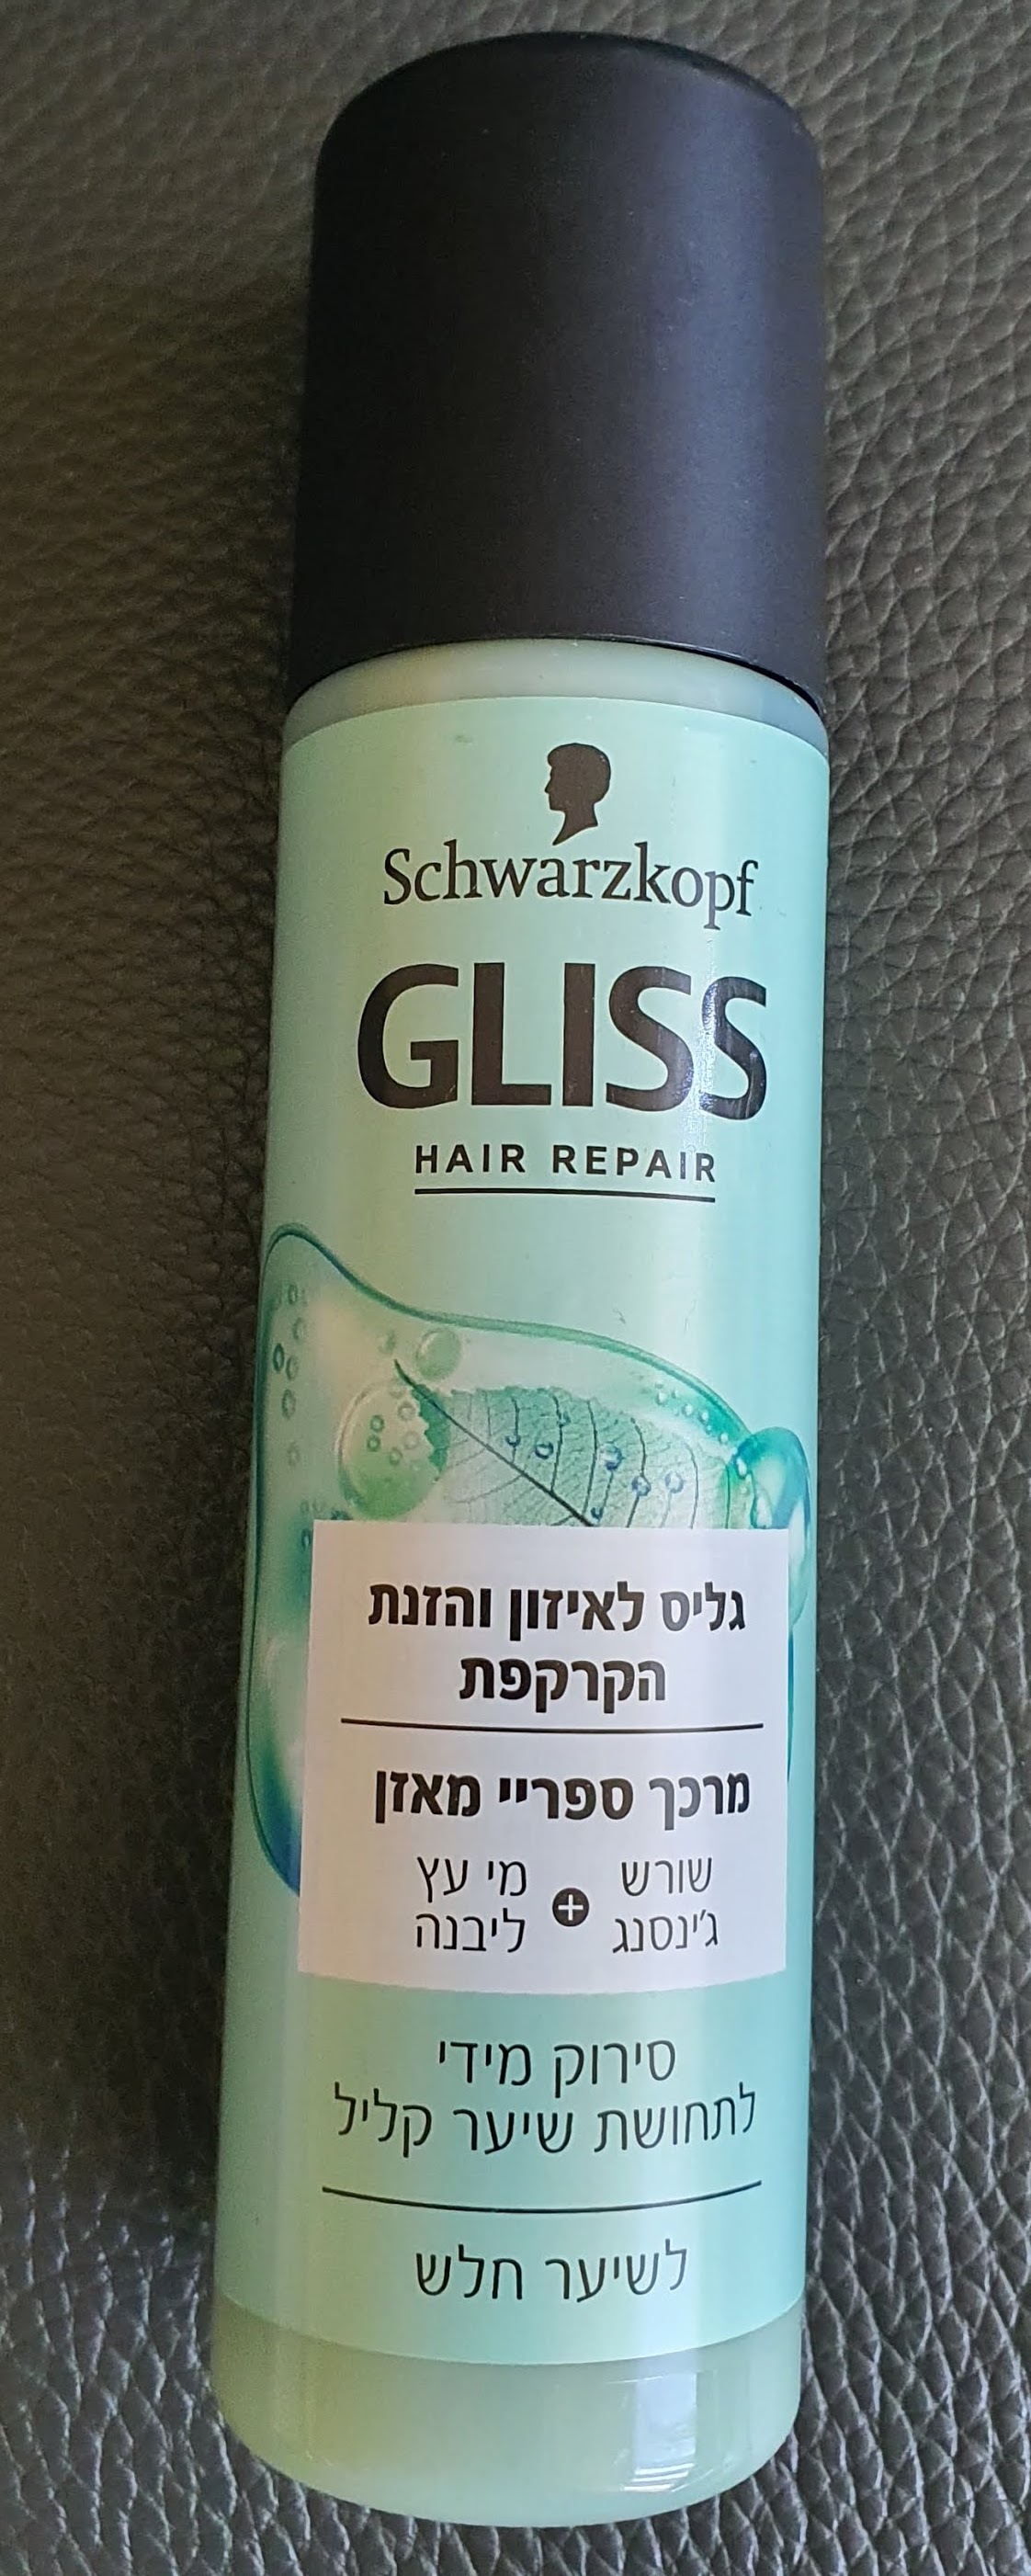 Schwarzkopf
GLISS
HAIR REPAIR
גליס לאיזון והזנת
הקרקפת
מרכך ספריי מאזן
שורש
ג'ינסנג
+
מי עץ
ליבנה
סירוק מידי
לתחושת שיער קליל
לשיער חלש